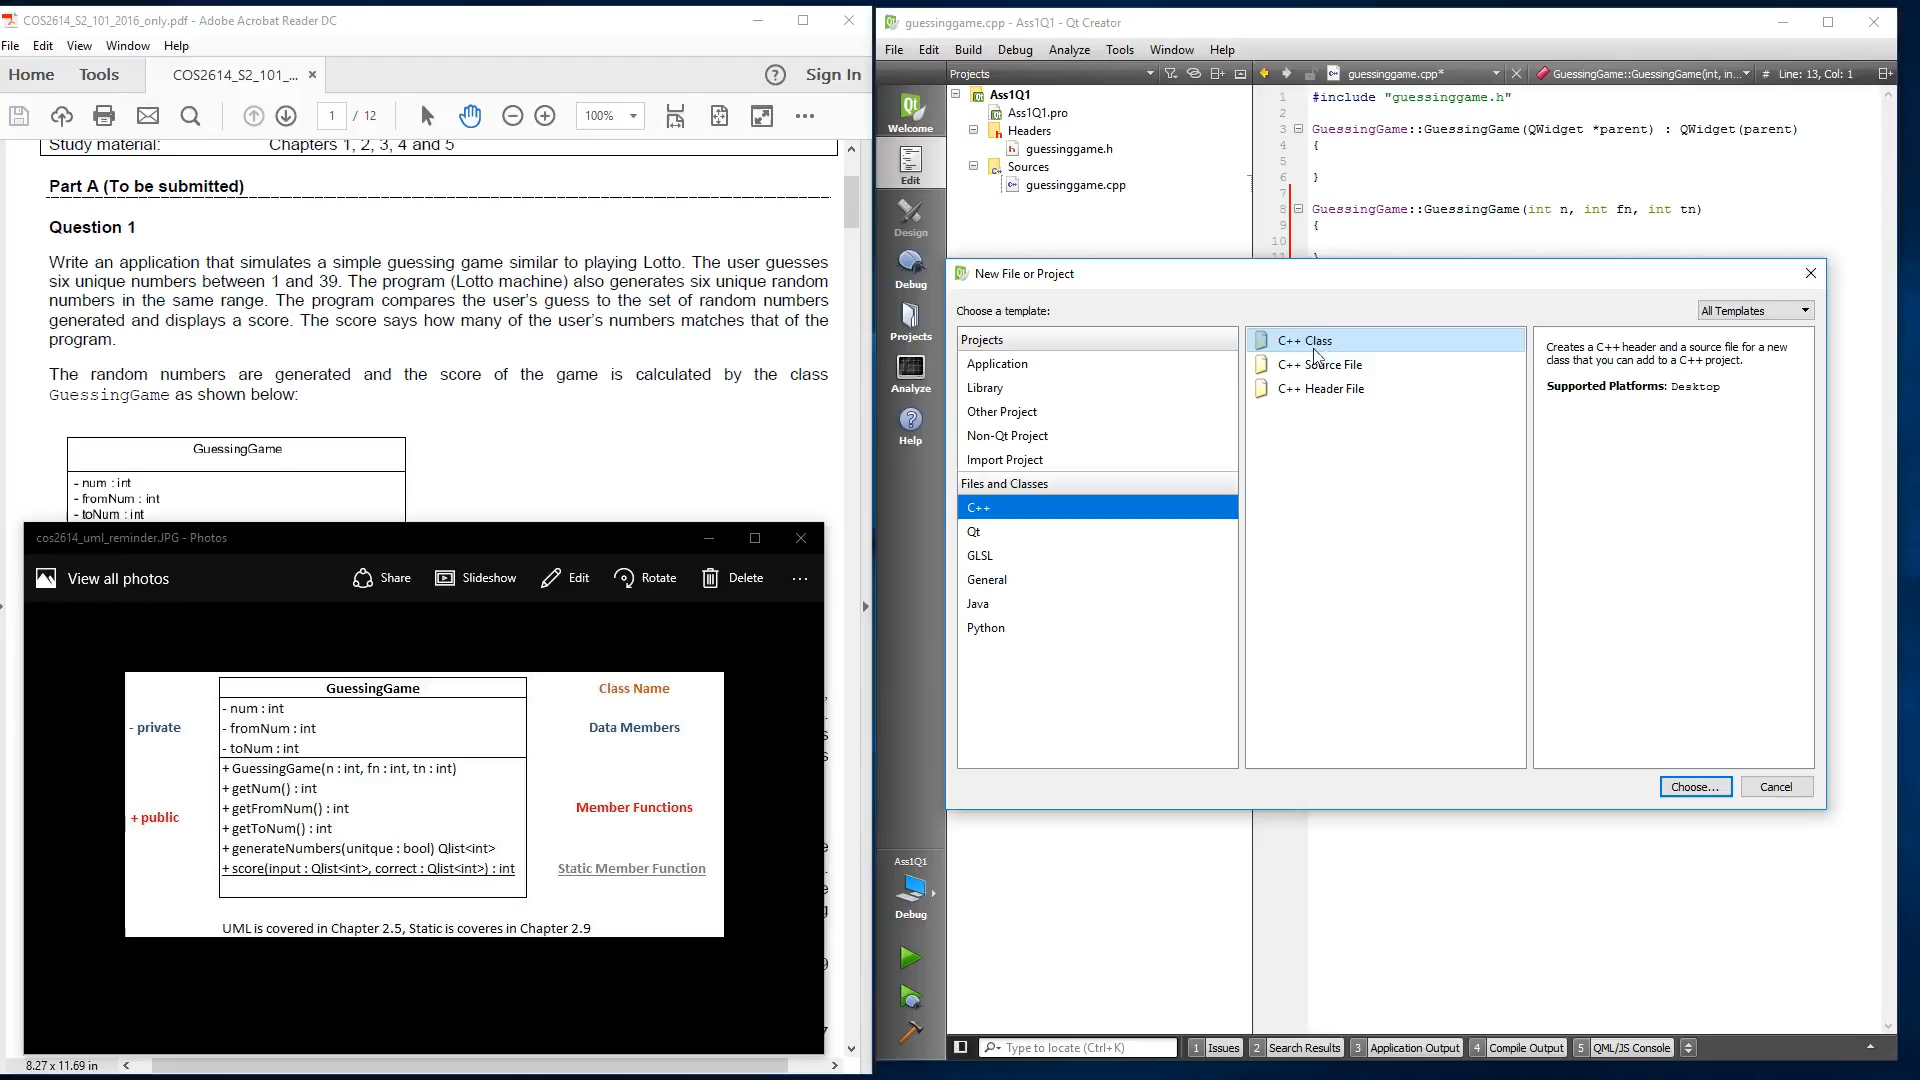 COS2614_S2_101_2016_only.pdf - Adobe Acrobat Reader DC
File Edit View Window Help
Home Tools COS2614_S2_101_... × Sign In
1 / 12 100%
Study material: Chapters 1, 2, 3, 4 and 5
Part A (To be submitted)
Question 1
Write an application that simulates a simple guessing game similar to playing Lotto. The user guesses
six unique numbers between 1 and 39. The program (Lotto machine) also generates six unique random
numbers in the same range. The program compares the user's guess to the set of random numbers
generated and displays a score. The score says how many of the user's numbers matches that of the
program.
The random numbers are generated and the score of the game is calculated by the class
GuessingGame as shown below:
GuessingGame
- num : int
- fromNum : int
- toNum : int
cos2614_uml_reminder.JPG - Photos
View all photos Share Slideshow Edit Rotate Delete ...
GuessingGame Class Name
- num : int
- private - fromNum : int Data Members
- toNum : int
+ GuessingGame(n : int, fn : int, tn : int)
+ getNum() : int
+ public + getFromNum() : int Member Functions
+ getToNum() : int
+ generateNumbers(unitque : bool) Qlist<int>
+ score(input : Qlist<int>, correct : Qlist<int>) : int Static Member Function
UML is covered in Chapter 2.5, Static is coveres in Chapter 2.9
8.27 x 11.69 in
guessinggame.cpp - Ass1Q1 - Qt Creator
File Edit Build Debug Analyze Tools Window Help
Projects guessinggame.cpp* GuessingGame::GuessingGame(int, in... # Line: 13, Col: 1
Welcome
Edit
Design
Debug
Projects
Analyze
Help
Ass1Q1
Debug
Ass1Q1
Ass1Q1.pro
Headers
guessinggame.h
Sources
guessinggame.cpp
1 #include "guessinggame.h"
2
3 GuessingGame::GuessingGame(QWidget *parent) : QWidget(parent)
4 {
5
6 }
7
8 GuessingGame::GuessingGame(int n, int fn, int tn)
9 {
10
New File or Project
Choose a template: All Templates
Projects
Application
Library
Other Project
Non-Qt Project
Import Project
Files and Classes
C++
Qt
GLSL
General
Java
Python
C++ Class
C++ Source File
C++ Header File
Creates a C++ header and a source file for a new
class that you can add to a C++ project.
Supported Platforms: Desktop
Choose... Cancel
Type to locate (Ctrl+K) 1 Issues 2 Search Results 3 Application Output 4 Compile Output 5 QML/JS Console